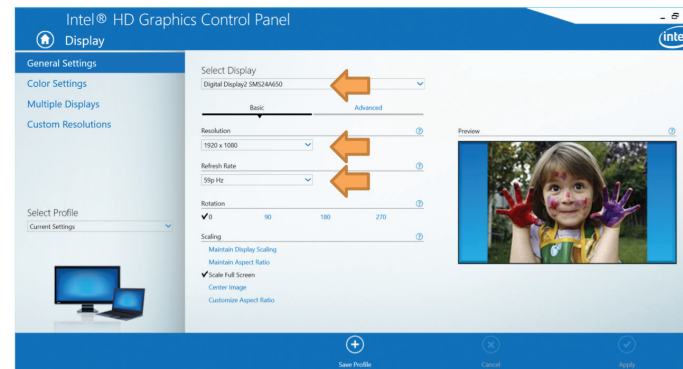 Intel® HD Graphics Control Panel
Display
General Settings
Color Settings
Multiple Displays
Custom Resolutions
Select Profile
Current Settings
Select Display
Digital Display2 SMS24A650
Basic Advanced
Resolution
1920 x 1080
Refresh Rate
59p Hz
Rotation
✔0 90 180 270
Scaling
Maintain Display Scaling
Maintain Aspect Ratio
✔Scale Full Screen
Center Image
Customize Aspect Ratio
Preview
Save Profile
Cancel
Apply